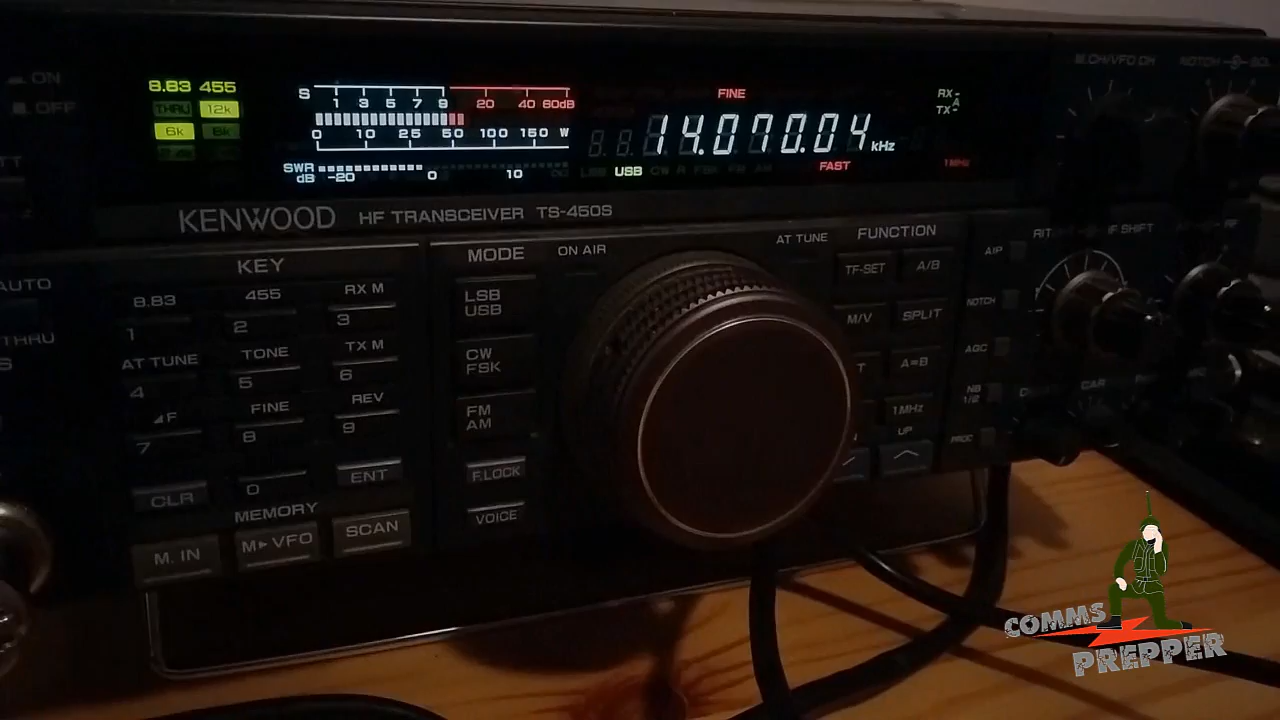 ON
OFF
AUTO
THRU
8.83 455
THRU 12k
6k 6k
S 1 3 5 7 9 20 40 60dB
0 10 25 50 100 150 W
SWR
dB -20 0 10
FINE
14.070.04 kHz
LSB USB CW R FSK FM AM
FAST
RX
A
TX
1MHz
M.CH/VFO CH
NOTCH SQL
KENWOOD HF TRANSCEIVER TS-450S
KEY
8.83 455 RX M
1 2 3
AT TUNE TONE TX M
4 5 6
⊿F FINE REV
7 8 9
CLR 0 ENT
MEMORY
M. IN M▸VFO SCAN
MODE
ON AIR
LSB
USB
CW
FSK
FM
AM
F.LOCK
VOICE
AT TUNE FUNCTION
TF-SET A/B
M/V SPLIT
A=B
1MHz
UP
AIP
NOTCH
AGC
NB
1/2
PROC
RIT IF SHIFT
RF
CAR
COMMS
PREPPER